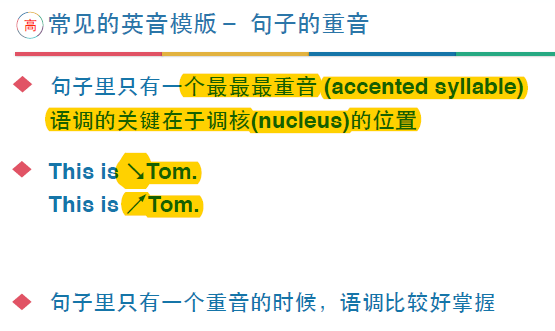 高 常见的英音模版－ 句子的重音
句子里只有一个最最最重音 (accented syllable)
语调的关键在于调核(nucleus)的位置
This is ↘Tom.
This is ↗Tom.
句子里只有一个重音的时候，语调比较好掌握